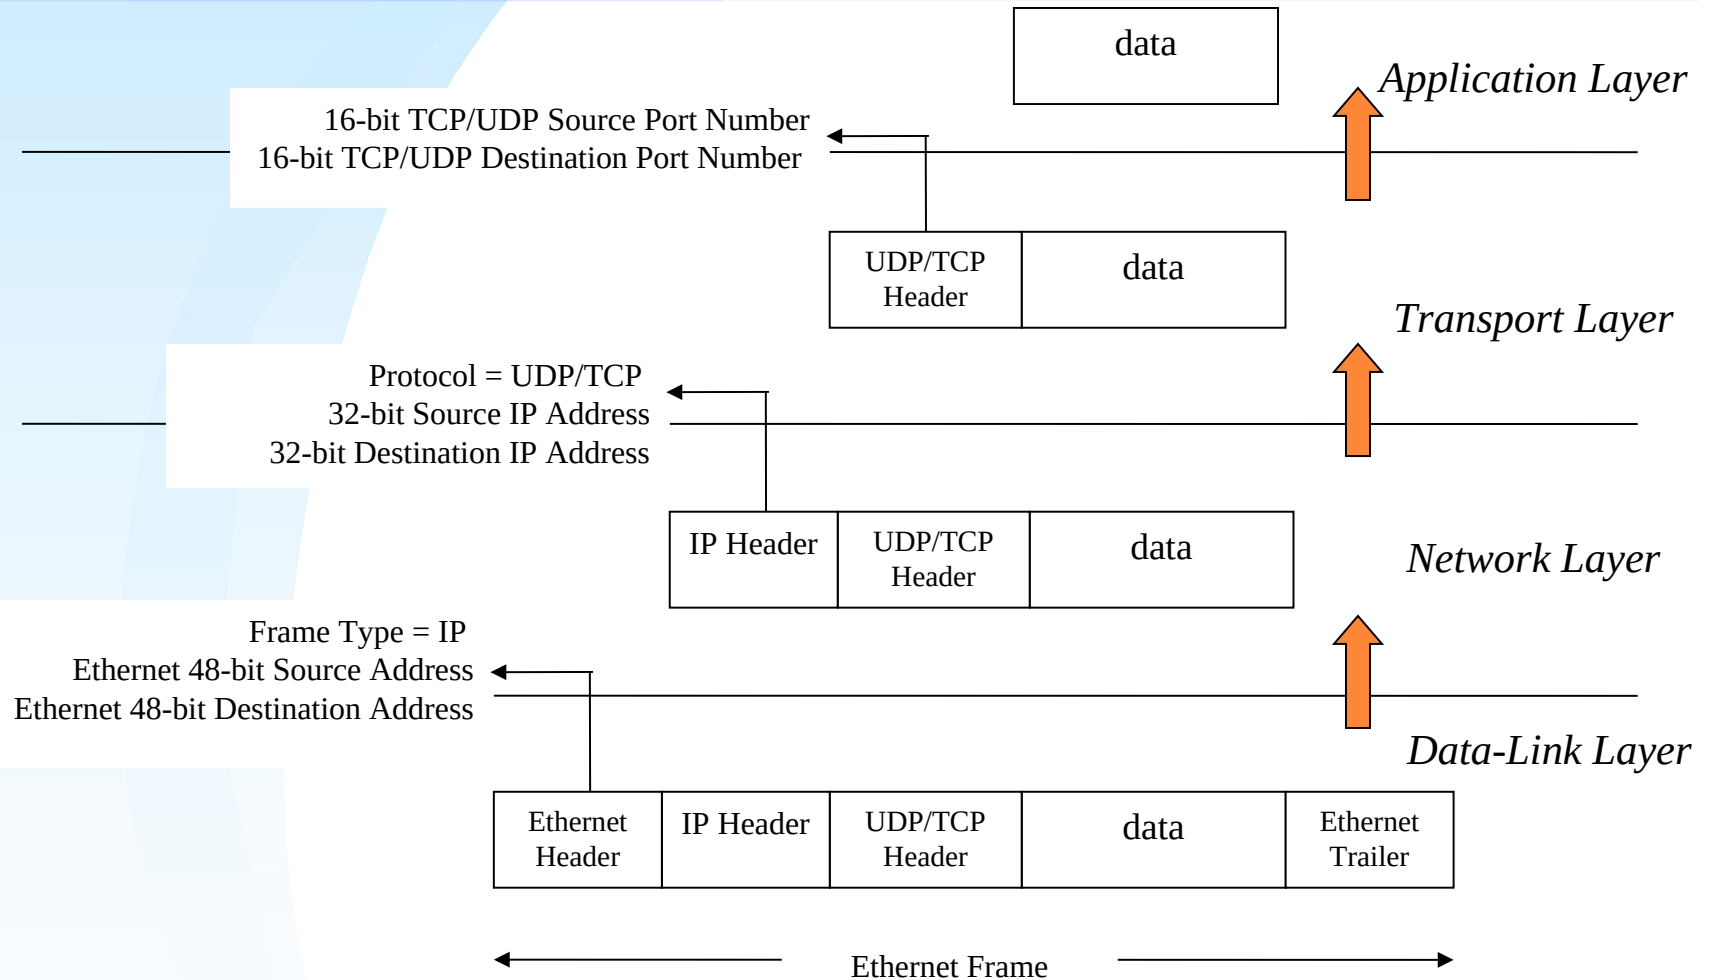 data
Application Layer
16-bit TCP/UDP Source Port Number
16-bit TCP/UDP Destination Port Number
UDP/TCP
Header
data
Transport Layer
Protocol = UDP/TCP
32-bit Source IP Address
32-bit Destination IP Address
IP Header
UDP/TCP
Header
data
Network Layer
Frame Type = IP
Ethernet 48-bit Source Address
Ethernet 48-bit Destination Address
Data-Link Layer
Ethernet
Header
IP Header
UDP/TCP
Header
data
Ethernet
Trailer
Ethernet Frame